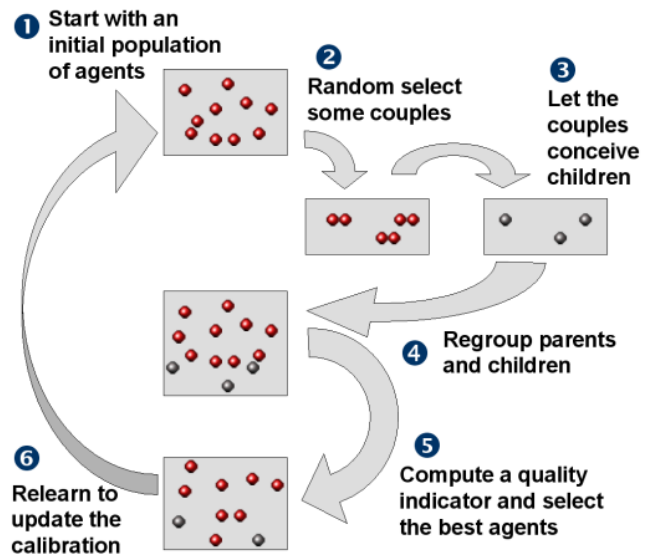 1 Start with an
initial population
of agents
2
Random select
some couples
3
Let the
couples
conceive
children
4 Regroup parents
and children
5
Compute a quality
indicator and select
the best agents
6
Relearn to
update the
calibration